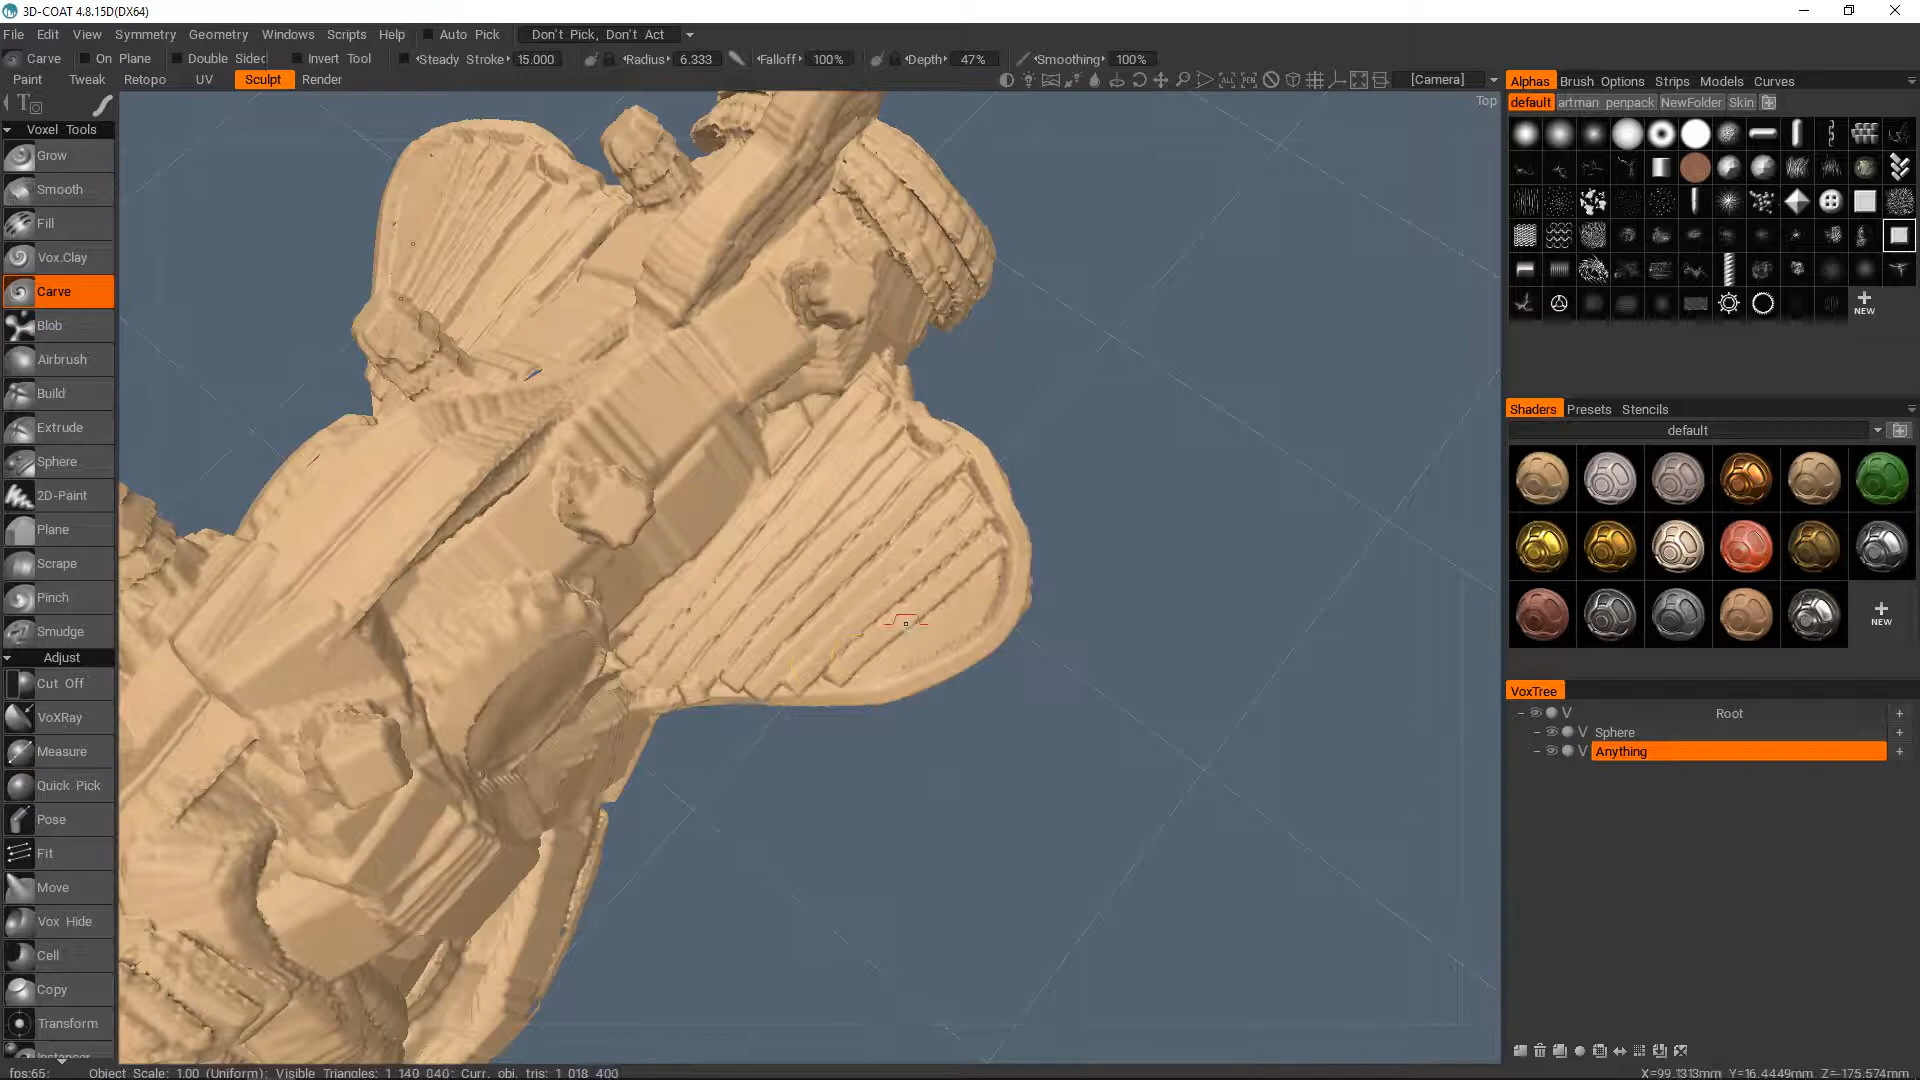 3D-COAT 4.8.15D(DX64)
File Edit View Symmetry Geometry Windows Scripts Help Auto Pick Don't Pick, Don't Act
Carve On Plane Double Sided Invert Tool Steady Stroke 15.000 Radius 6.333 Falloff 100% Depth 47% Smoothing 100%
Paint Tweak Retopo UV Sculpt Render ALL PEN [Camera]
Top
Voxel Tools
Grow
Smooth
Fill
Vox.Clay
Carve
Blob
Airbrush
Build
Extrude
Sphere
2D-Paint
Plane
Scrape
Pinch
Smudge
Adjust
Cut Off
VoXRay
Measure
Quick Pick
Pose
Fit
Move
Vox Hide
Cell
Copy
Transform
Instancer
Alphas Brush Options Strips Models Curves
default artman penpack NewFolder Skin
NEW
Shaders Presets Stencils
default
NEW
VoxTree
V Root
V Sphere
V Anything
fps:65; Object Scale: 1.00 (Uniform); Visible Triangles: 1 140 040; Curr. obj. tris: 1 018 400
X=99.1313mm Y=16.4449mm Z=-175.574mm